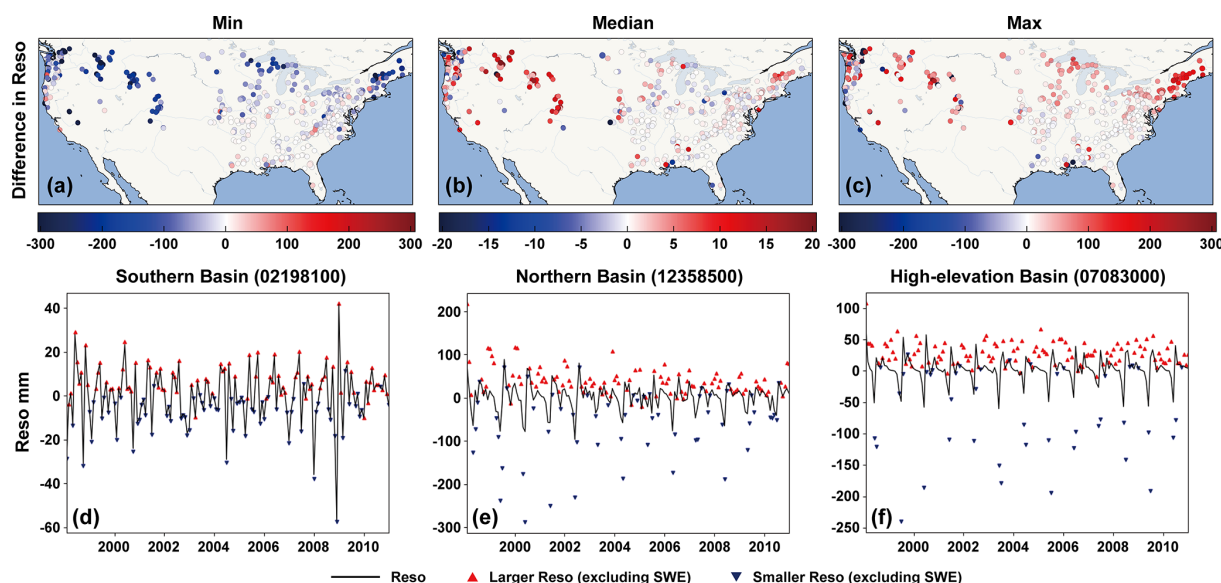 Min Median Max
Difference in Reso
(a) (b) (c)
-300 -200 -100 0 100 200 300 -20 -15 -10 -5 0 5 10 15 20 -300 -200 -100 0 100 200 300
Southern Basin (02198100) Northern Basin (12358500) High-elevation Basin (07083000)
Reso mm
40
20
0
-20
-40
-60
(d)
2000 2002 2004 2006 2008 2010
200
100
0
-100
-200
-300
(e)
2000 2002 2004 2006 2008 2010
100
50
0
-50
-100
-150
-200
-250
(f)
2000 2002 2004 2006 2008 2010
Reso Larger Reso (excluding SWE) Smaller Reso (excluding SWE)